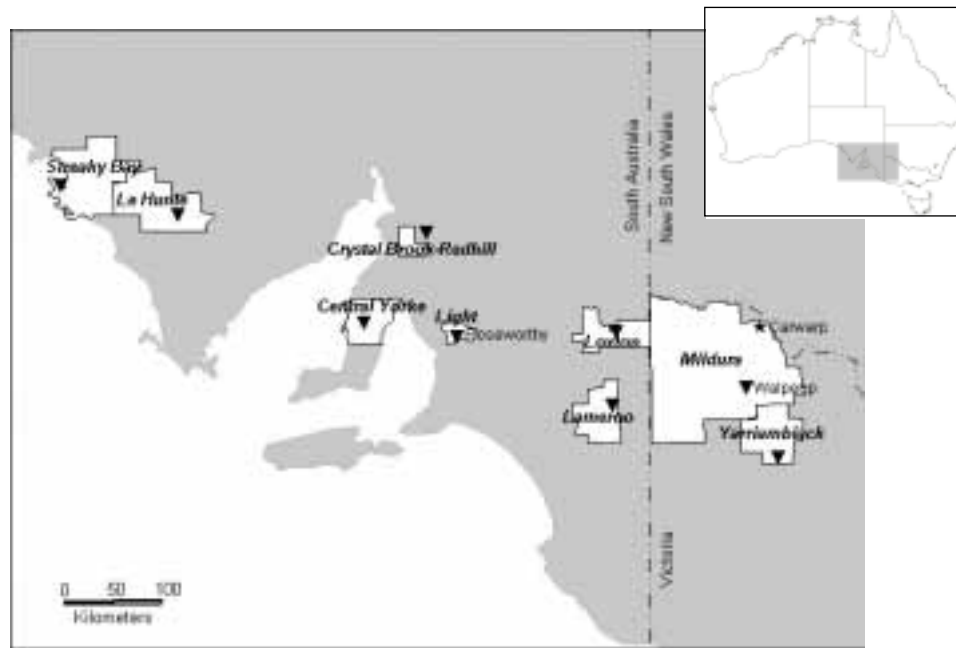 South Australia
New South Wales
Streaky Bay
Le Hunte
Crystal Brook-Redhill
Central Yorke
Light
Roseworthy
Loxton
Carwarp
Mildura
Walpeup
Lameroo
Yarriambiack
Victoria
0 50 100
Kilometers